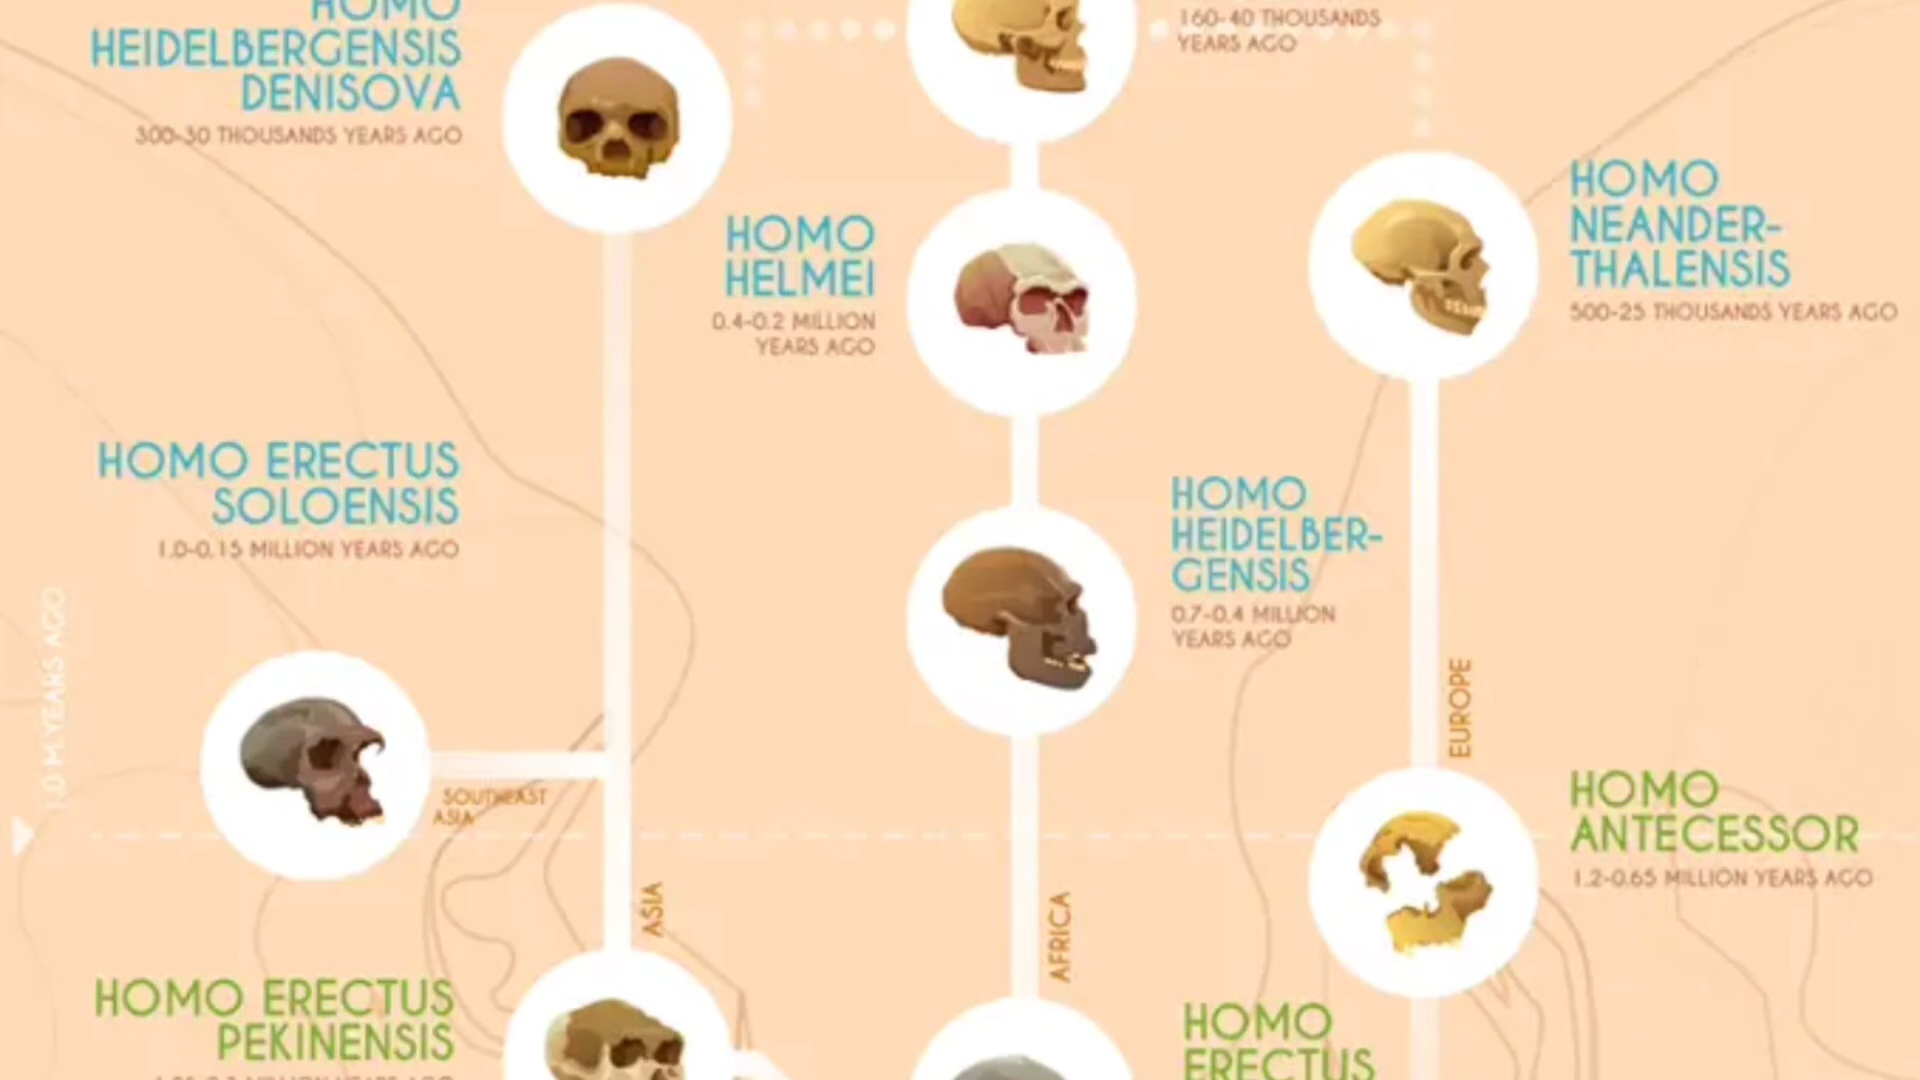 HOMO
HEIDELBERGENSIS
DENISOVA
300-30 THOUSANDS YEARS AGO
160-40 THOUSANDS
YEARS AGO
HOMO
HELMEI
0.4-0.2 MILLION
YEARS AGO
HOMO
NEANDER-
THALENSIS
500-25 THOUSANDS YEARS AGO
HOMO ERECTUS
SOLOENSIS
1.0-0.15 MILLION YEARS AGO
HOMO
HEIDELBER-
GENSIS
0.7-0.4 MILLION
YEARS AGO
1.0 M YEARS AGO
SOUTHEAST
ASIA
EUROPE
HOMO
ANTECESSOR
1.2-0.65 MILLION YEARS AGO
ASIA
AFRICA
HOMO ERECTUS
PEKINENSIS
HOMO
ERECTUS